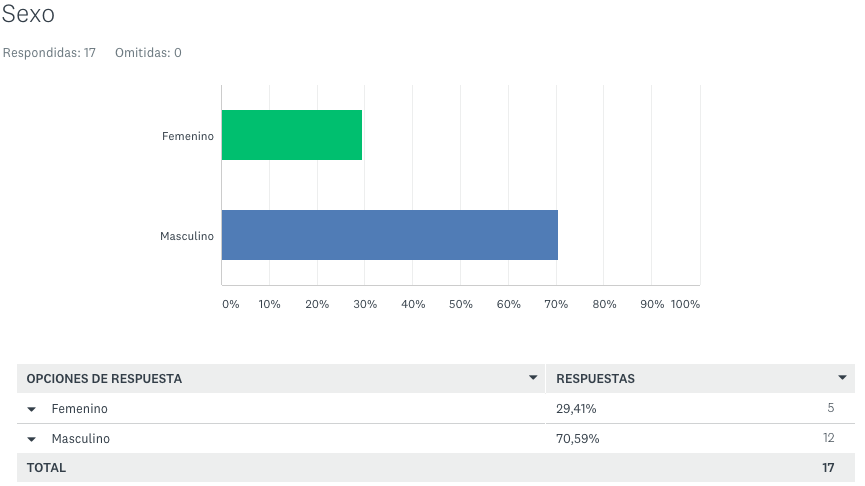 Sexo
Respondidas: 17 Omitidas: 0
Femenino
Masculino
0% 10% 20% 30% 40% 50% 60% 70% 80% 90% 100%
OPCIONES DE RESPUESTA RESPUESTAS
Femenino 29,41% 5
Masculino 70,59% 12
TOTAL 17